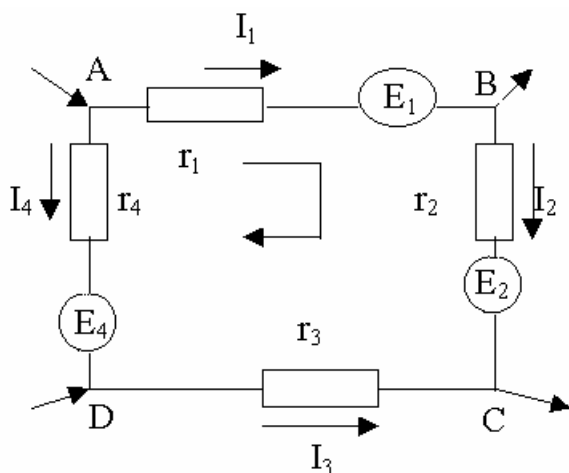 I₁
A
E₁
B
r₁
I₄
r₄
r₂
I₂
E₂
E₄
r₃
D
C
I₃